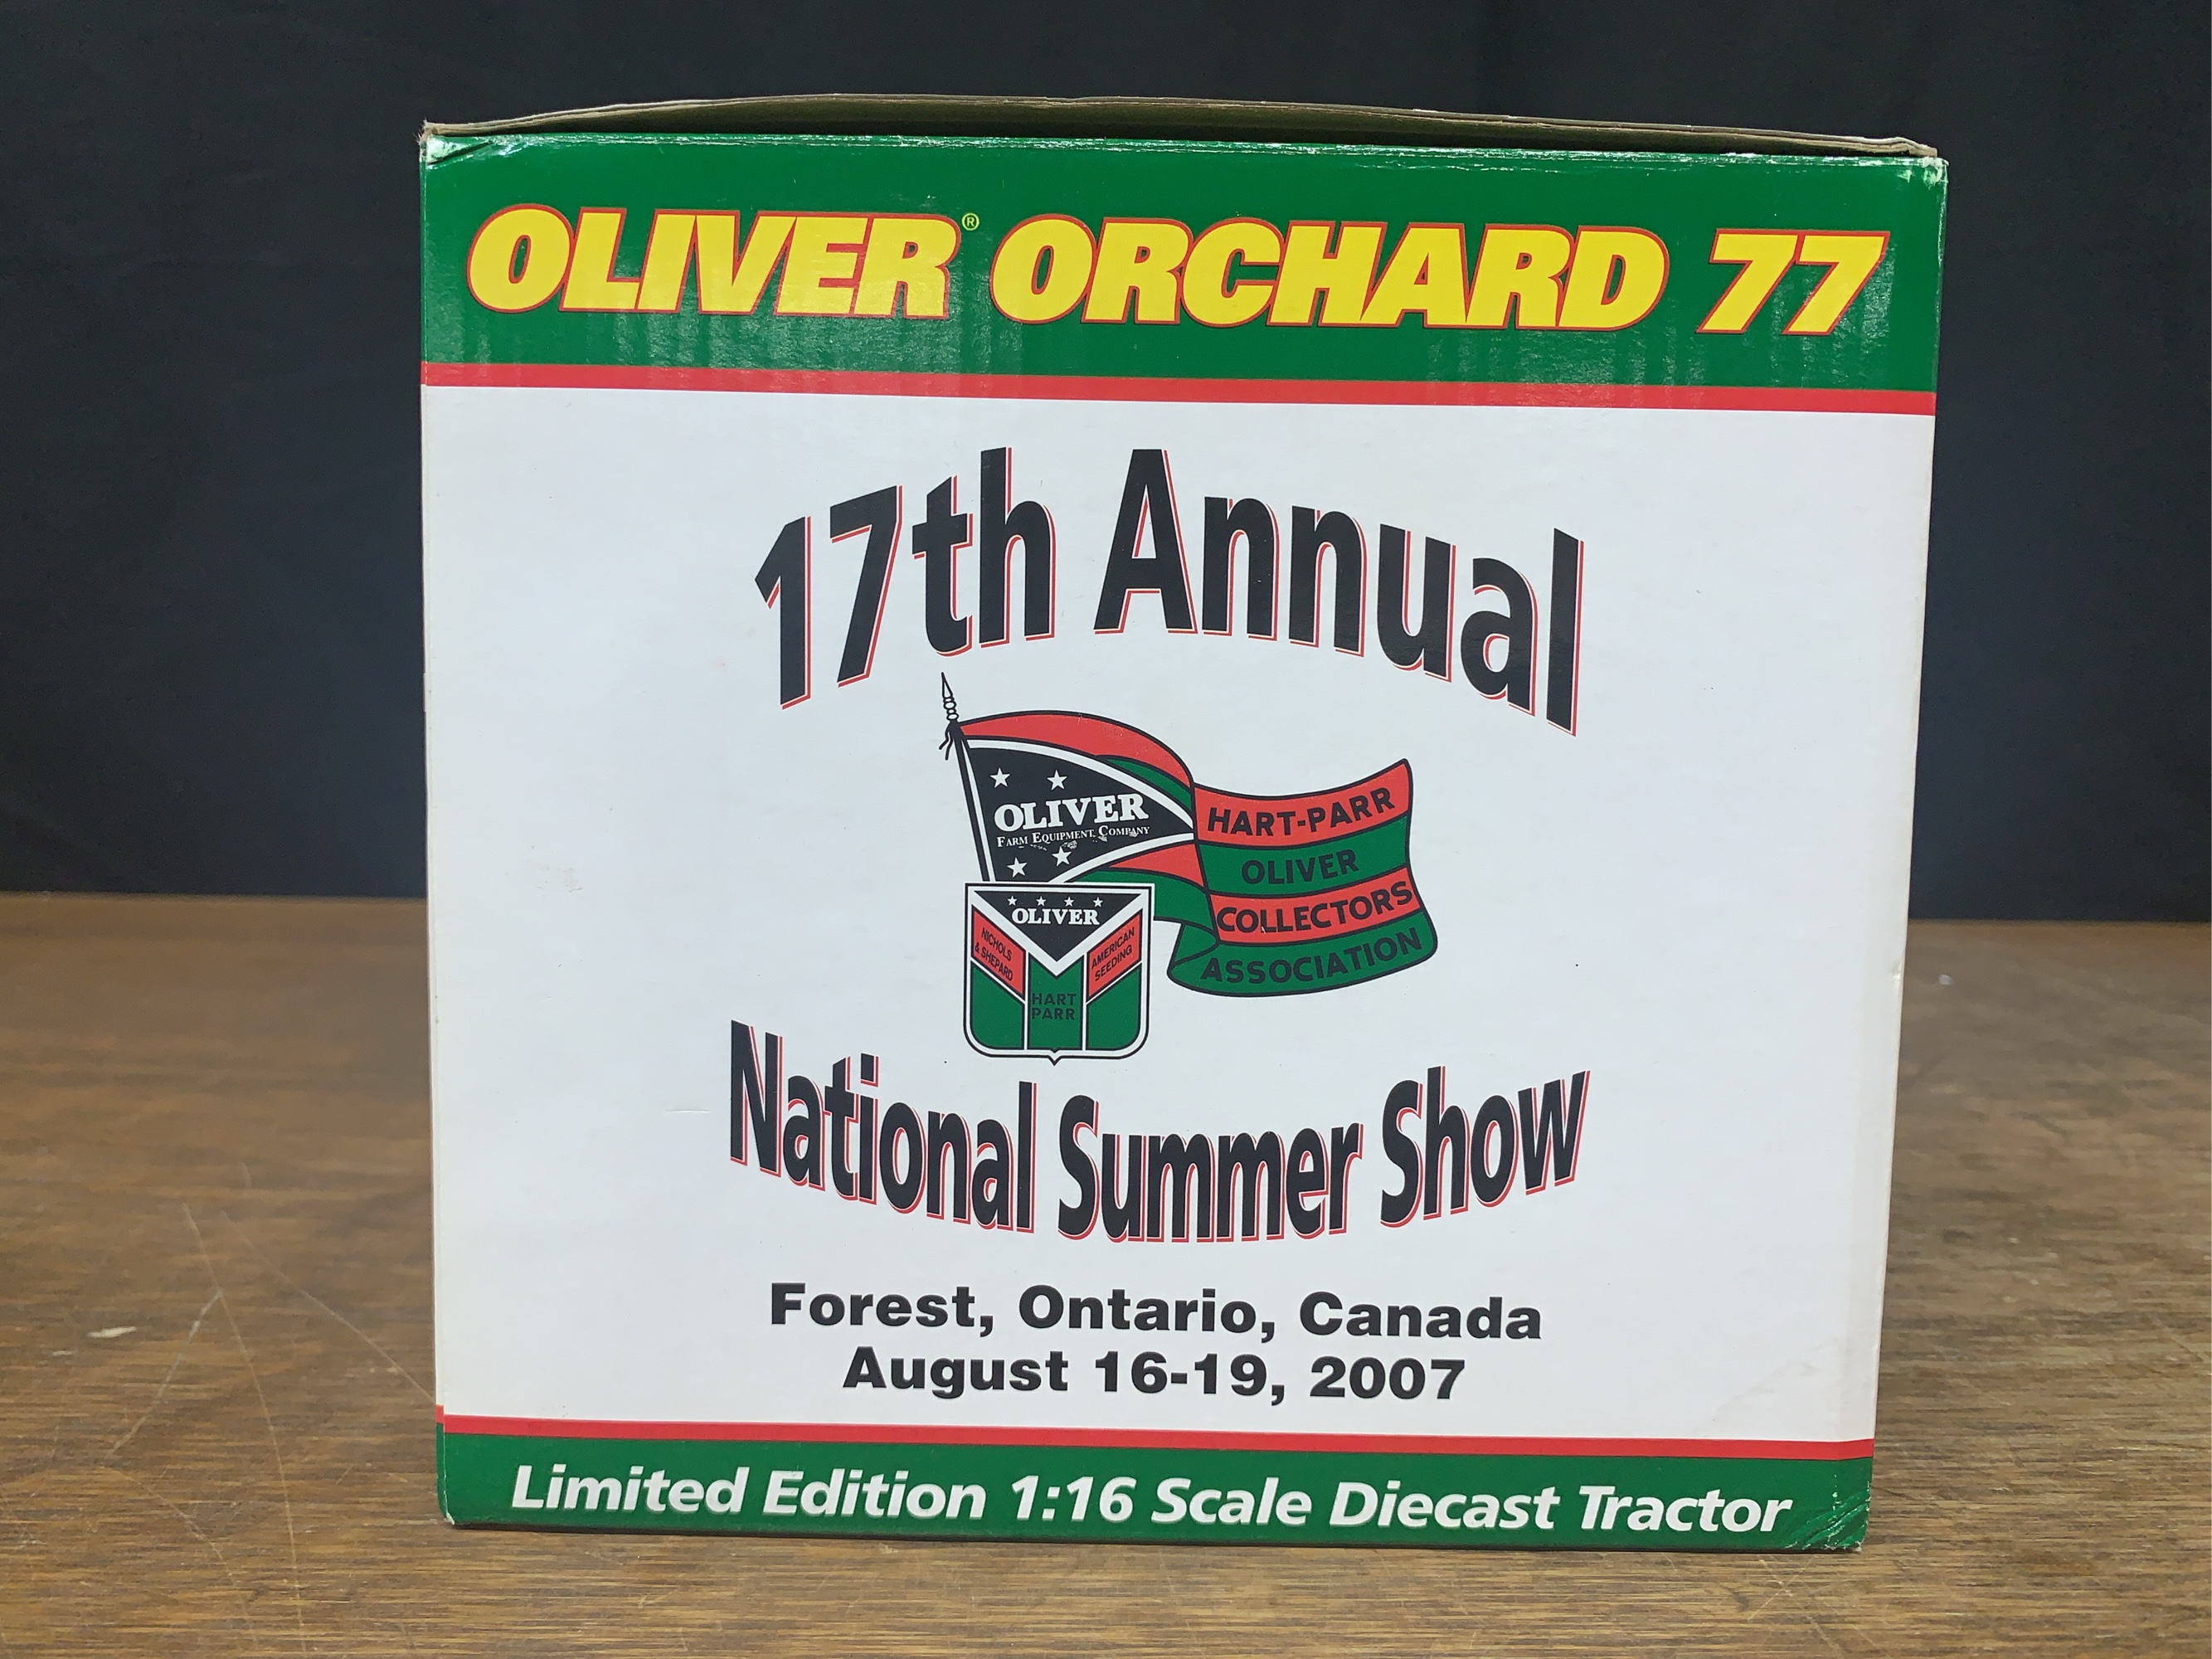 OLIVER® ORCHARD 77
17th Annual
OLIVER
FARM EQUIPMENT COMPANY
HART-PARR
OLIVER
COLLECTORS
ASSOCIATION
OLIVER
NICHOLS
& SHEPARD
AMERICAN
SEEDING
HART
PARR
National Summer Show
Forest, Ontario, Canada
August 16-19, 2007
Limited Edition 1:16 Scale Diecast Tractor